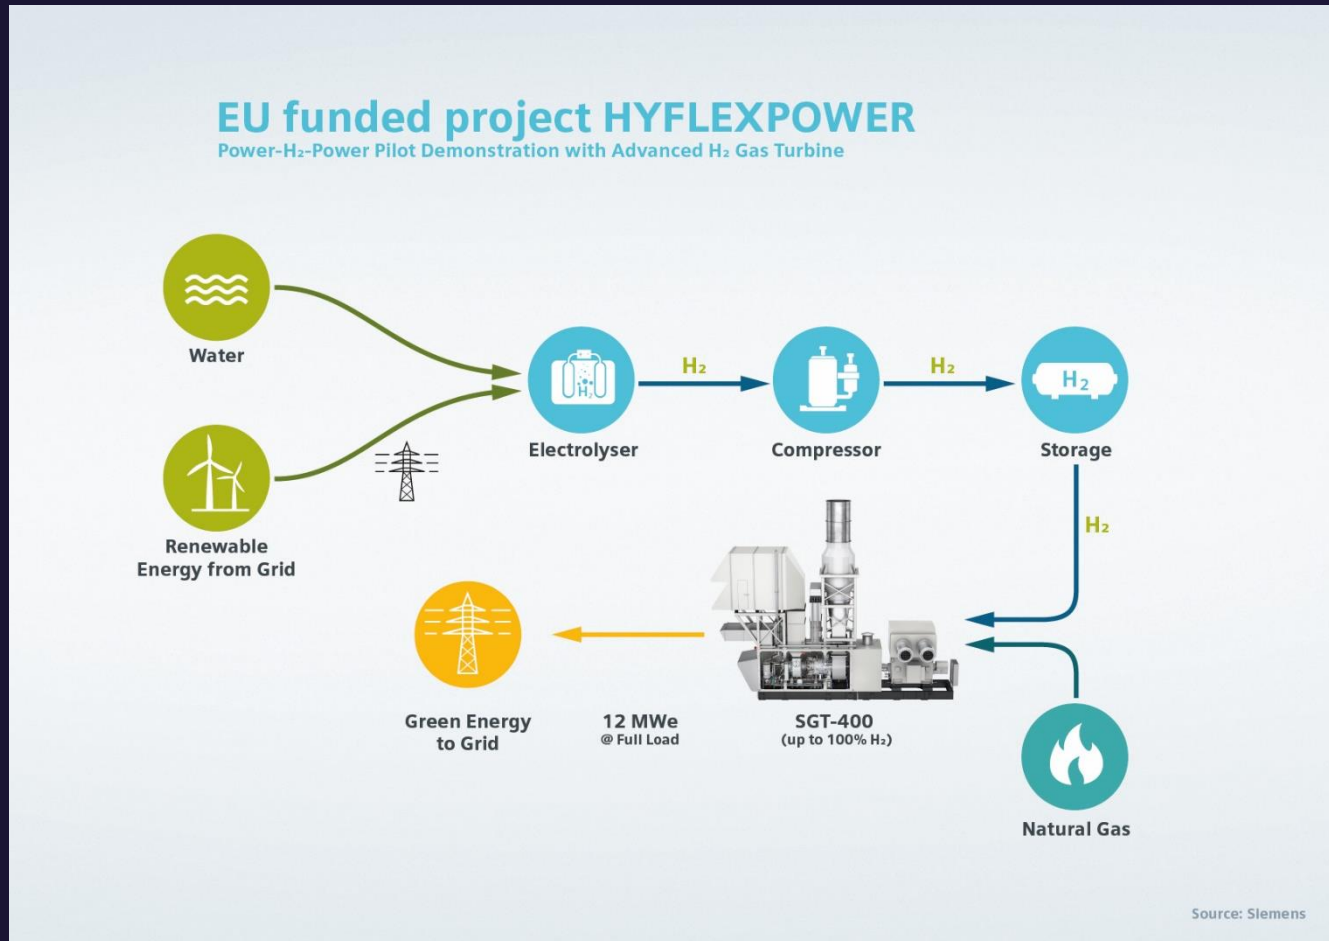 EU funded project HYFLEXPOWER
Power-H₂-Power Pilot Demonstration with Advanced H₂ Gas Turbine
Water
Renewable
Energy from Grid
H₂
Electrolyser
H₂
Compressor
H₂
H₂
Storage
H₂
Green Energy
to Grid
12 MWe
@ Full Load
SGT-400
(up to 100% H₂)
Natural Gas
Source: Siemens